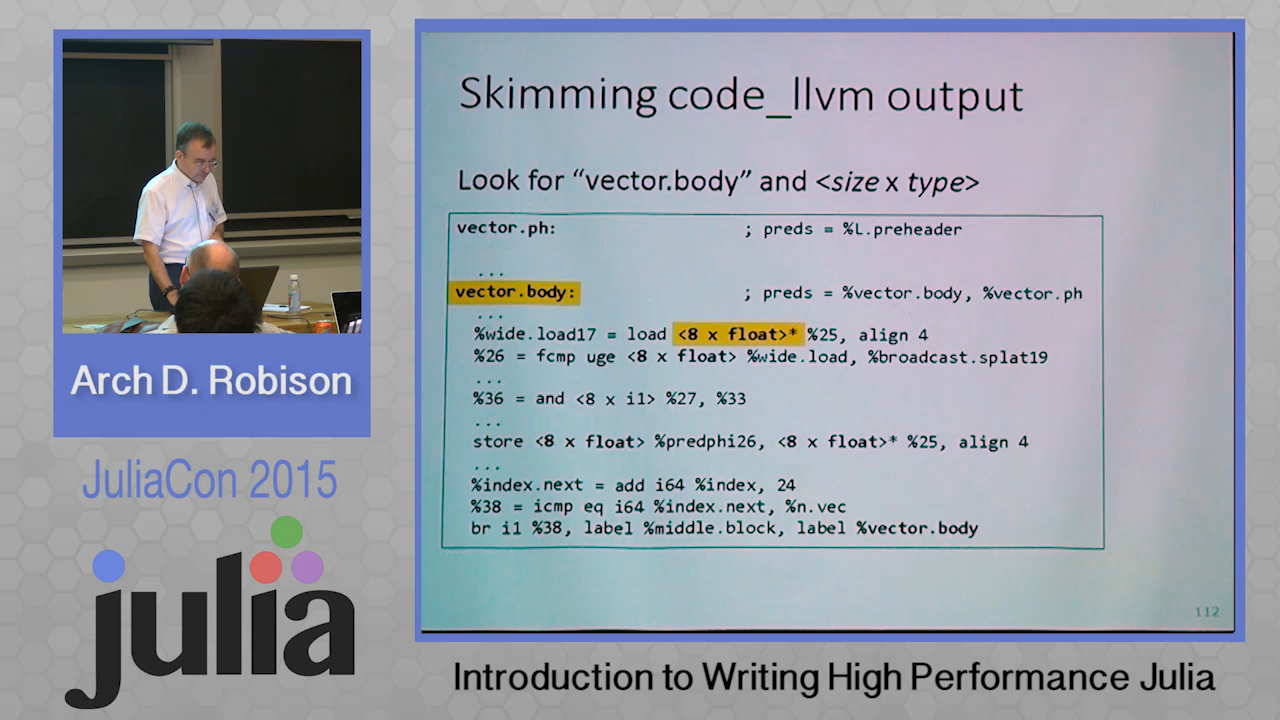 Skimming code_llvm output
Look for “vector.body” and <size x type>
vector.ph: ; preds = %L.preheader
...
vector.body: ; preds = %vector.body, %vector.ph
...
%wide.load17 = load <8 x float>* %25, align 4
%26 = fcmp uge <8 x float> %wide.load, %broadcast.splat19
...
%36 = and <8 x i1> %27, %33
...
store <8 x float> %predphi26, <8 x float>* %25, align 4
...
%index.next = add i64 %index, 24
%38 = icmp eq i64 %index.next, %n.vec
br i1 %38, label %middle.block, label %vector.body
112
Arch D. Robison
JuliaCon 2015
julia
Introduction to Writing High Performance Julia